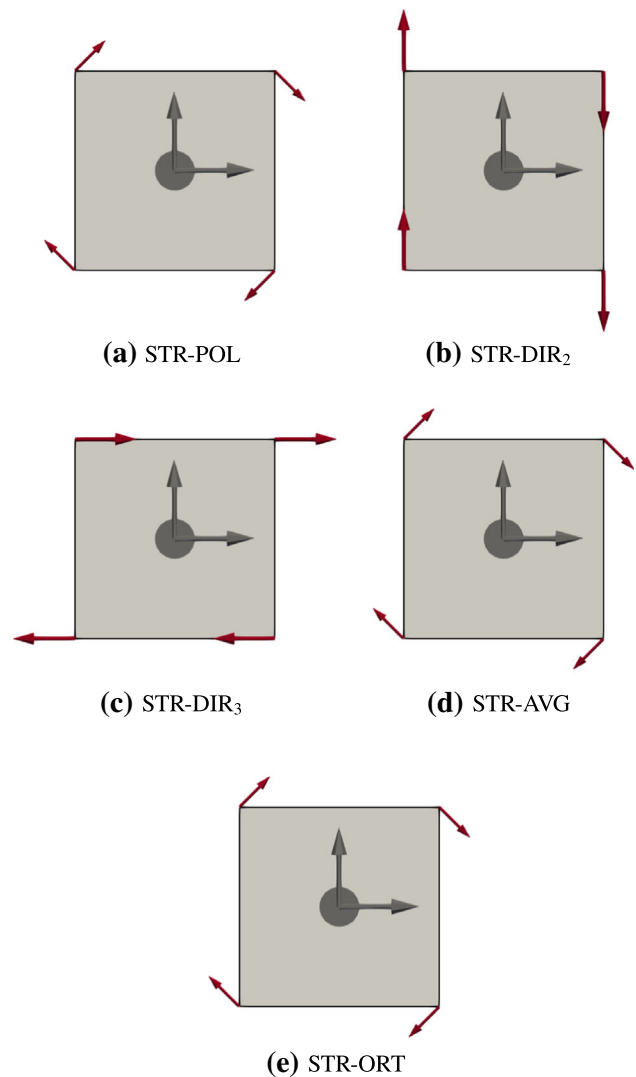 (a) STR-POL
(b) STR-DIR₂
(c) STR-DIR₃
(d) STR-AVG
(e) STR-ORT